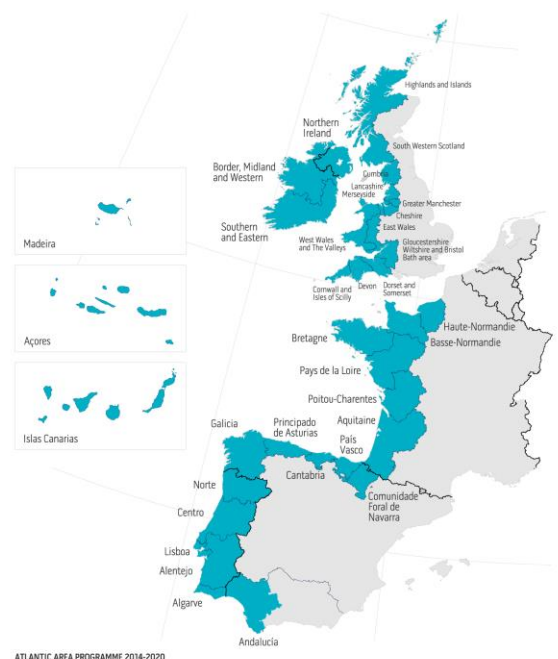 Highlands and Islands
Northern
Ireland
South Western Scotland
Border, Midland
and Western
Cumbria
Lancashire
Merseyside
Greater Manchester
Cheshire
East Wales
Southern
and Eastern
West Wales
and The Valleys
Gloucestershire
Wiltshire and Bristol
Bath area
Cornwall and
Isles of Scilly
Devon
Dorset and
Somerset
Madeira
Açores
Islas Canarias
Haute-Normandie
Basse-Normandie
Bretagne
Pays de la Loire
Poitou-Charentes
Aquitaine
Galicia
Principado
de Asturias
País
Vasco
Cantabria
Comunidade
Foral de
Navarra
Norte
Centro
Lisboa
Alentejo
Algarve
Andalucía
ATLANTIC AREA PROGRAMME 2014-2020